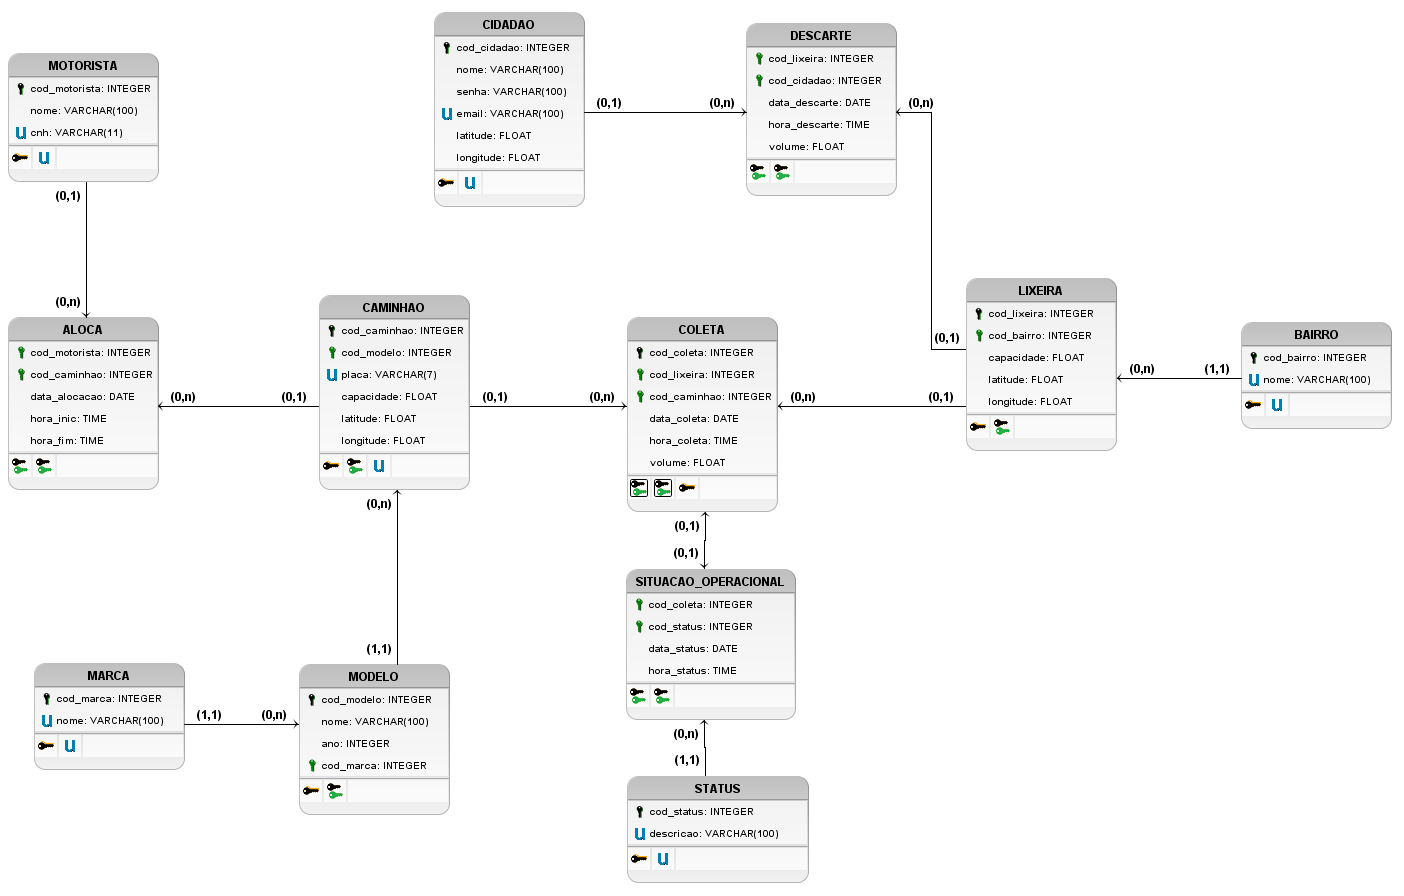 CIDADAO
cod_cidadao: INTEGER
nome: VARCHAR(100)
senha: VARCHAR(100)
email: VARCHAR(100)
latitude: FLOAT
longitude: FLOAT
(0,1)
(0,n)
DESCARTE
cod_lixeira: INTEGER
cod_cidadao: INTEGER
data_descarte: DATE
hora_descarte: TIME
volume: FLOAT
(0,n)
MOTORISTA
cod_motorista: INTEGER
nome: VARCHAR(100)
cnh: VARCHAR(11)
(0,1)
(0,n)
ALOCA
cod_motorista: INTEGER
cod_caminhao: INTEGER
data_alocacao: DATE
hora_inic: TIME
hora_fim: TIME
(0,n)
(0,1)
CAMINHAO
cod_caminhao: INTEGER
cod_modelo: INTEGER
placa: VARCHAR(7)
capacidade: FLOAT
latitude: FLOAT
longitude: FLOAT
(0,1)
(0,n)
COLETA
cod_coleta: INTEGER
cod_lixeira: INTEGER
cod_caminhao: INTEGER
data_coleta: DATE
hora_coleta: TIME
volume: FLOAT
(0,n)
(0,1)
(0,1)
LIXEIRA
cod_lixeira: INTEGER
cod_bairro: INTEGER
capacidade: FLOAT
latitude: FLOAT
longitude: FLOAT
(0,n)
(1,1)
BAIRRO
cod_bairro: INTEGER
nome: VARCHAR(100)
(0,n)
(1,1)
(0,1)
(0,1)
SITUACAO_OPERACIONAL
cod_coleta: INTEGER
cod_status: INTEGER
data_status: DATE
hora_status: TIME
(0,n)
(1,1)
MARCA
cod_marca: INTEGER
nome: VARCHAR(100)
(1,1)
(0,n)
MODELO
cod_modelo: INTEGER
nome: VARCHAR(100)
ano: INTEGER
cod_marca: INTEGER
STATUS
cod_status: INTEGER
descricao: VARCHAR(100)